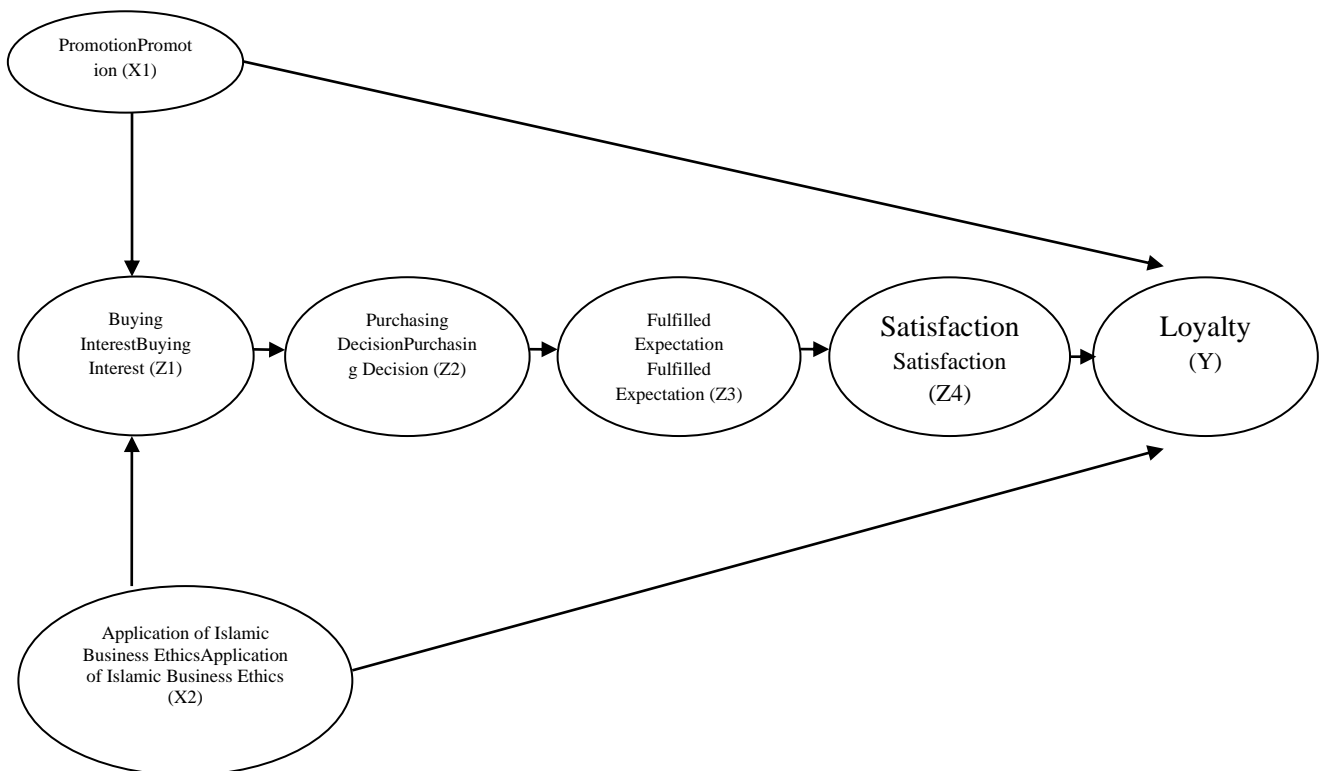 PromotionPromot
ion (X1)
Buying
InterestBuying
Interest (Z1)
Purchasing
DecisionPurchasin
g Decision (Z2)
Fulfilled
Expectation
Fulfilled
Expectation (Z3)
Satisfaction
Satisfaction
(Z4)
Loyalty
(Y)
Application of Islamic
Business EthicsApplication
of Islamic Business Ethics
(X2)